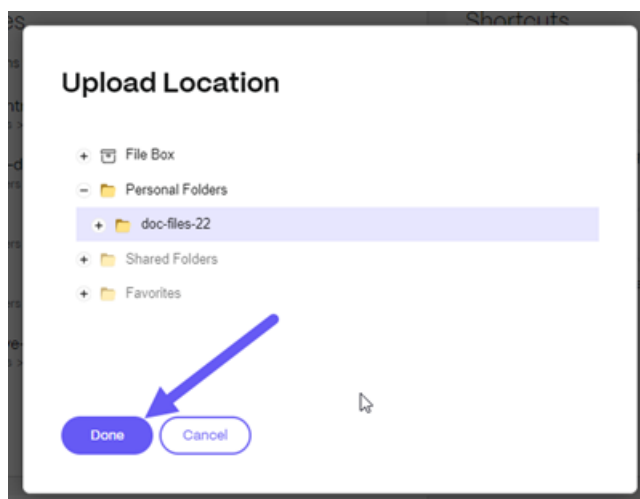 Shortcuts
Upload Location
File Box
Personal Folders
doc-files-22
Shared Folders
Favorites
Done
Cancel